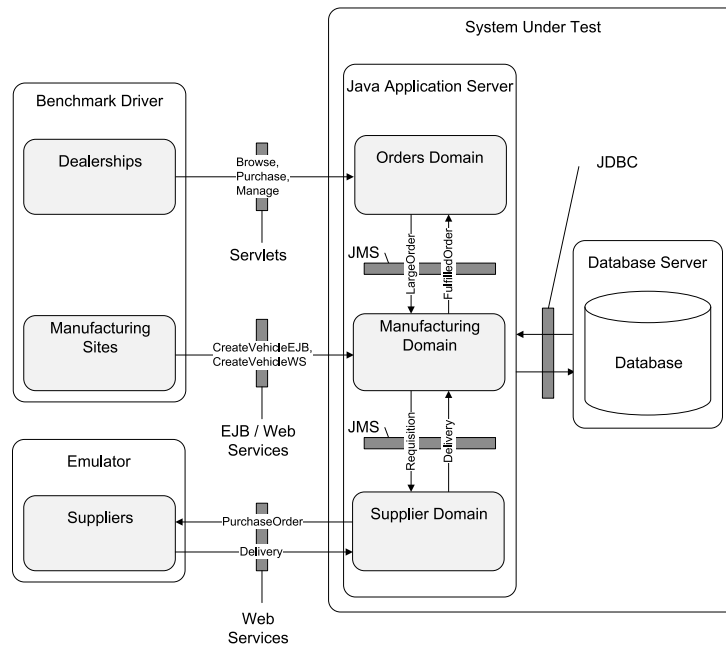 System Under Test
Benchmark Driver
Java Application Server
Dealerships
Browse,
Purchase,
Manage
Orders Domain
JDBC
Servlets
JMS
LargeOrder
FulfilledOrder
Database Server
Manufacturing
Sites
CreateVehicleEJB,
CreateVehicleWS
Manufacturing
Domain
Database
EJB / Web
Services
JMS
Requisition
Delivery
Emulator
Suppliers
PurchaseOrder
Delivery
Supplier Domain
Web
Services